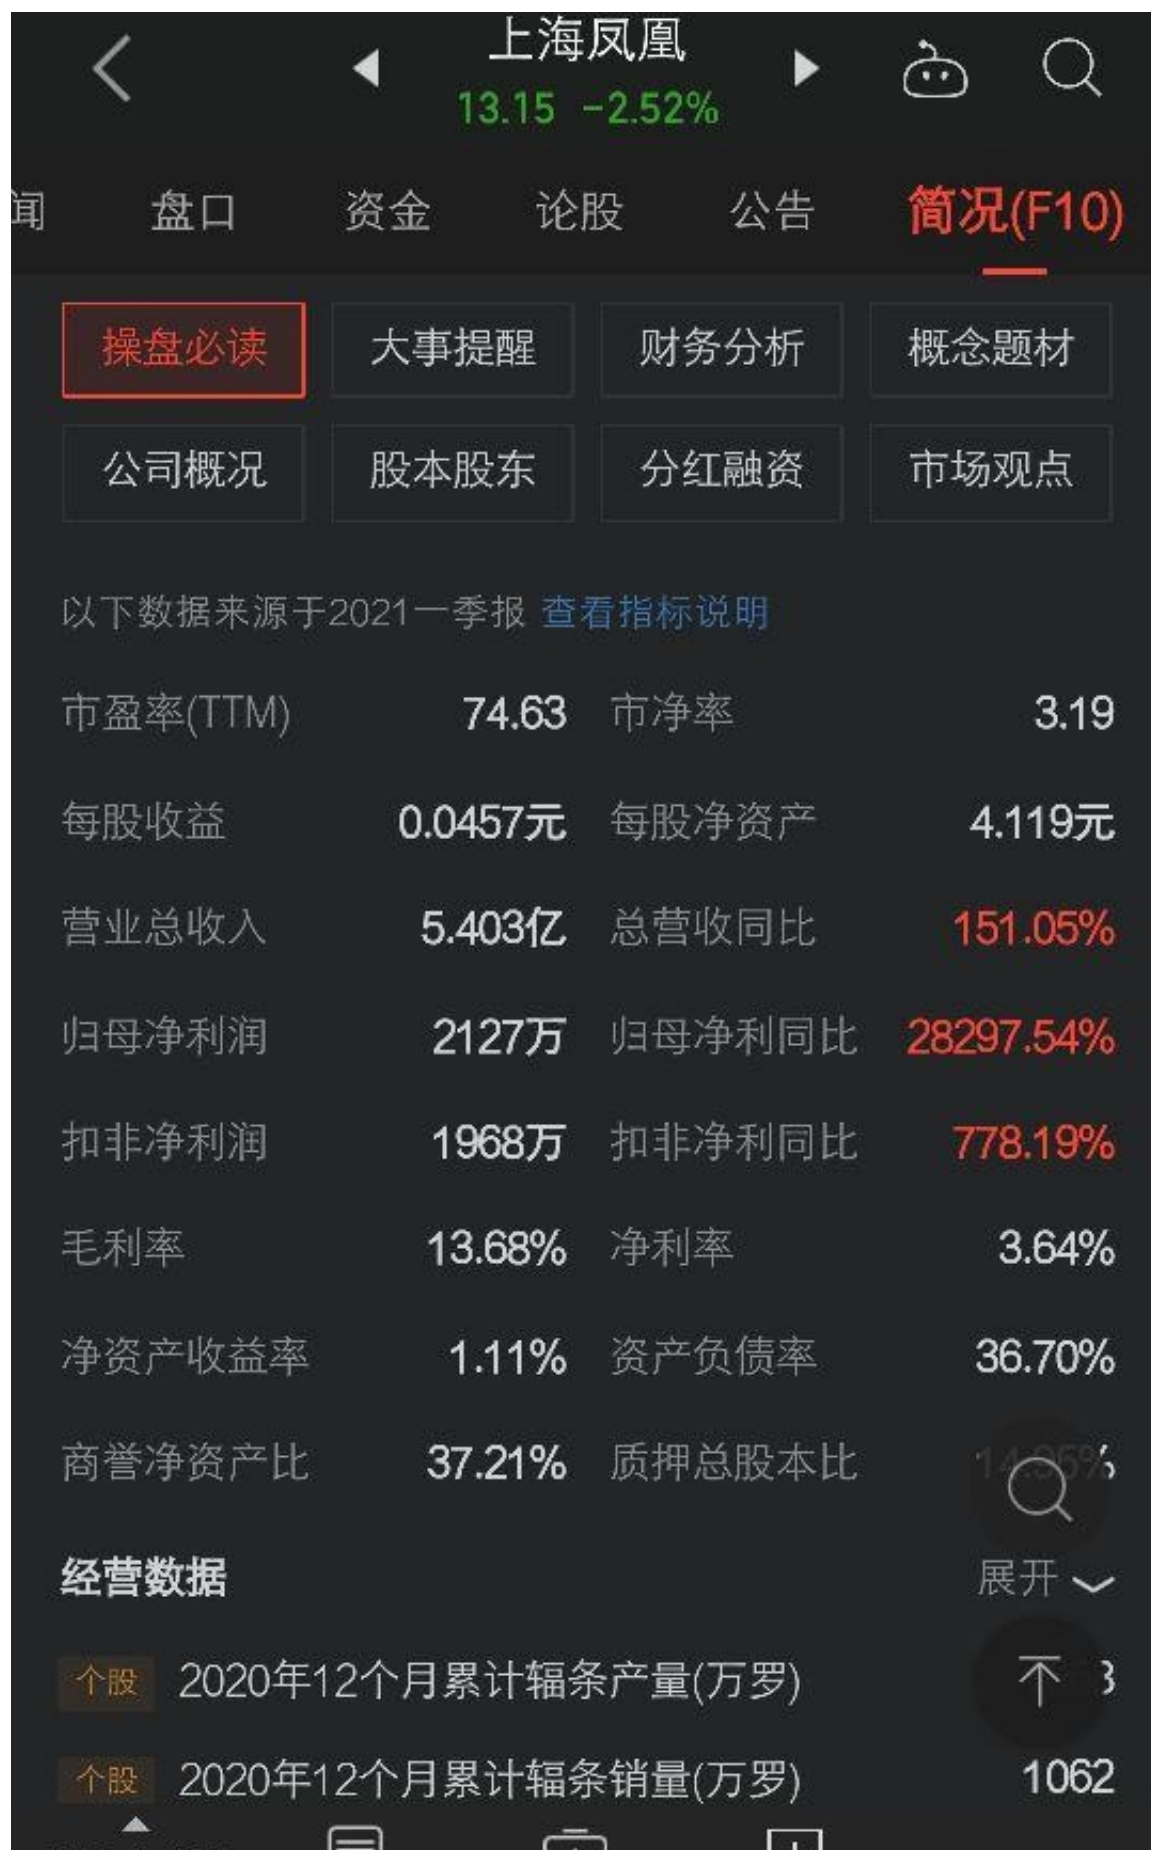 上海凤凰
13.15 -2.52%
闻 盘口 资金 论股 公告 简况(F10)
操盘必读 大事提醒 财务分析 概念题材
公司概况 股本股东 分红融资 市场观点
以下数据来源于2021一季报 查看指标说明
市盈率(TTM) 74.63 市净率 3.19
每股收益 0.0457元 每股净资产 4.119元
营业总收入 5.403亿 总营收同比 151.05%
归母净利润 2127万 归母净利同比 28297.54%
扣非净利润 1968万 扣非净利同比 778.19%
毛利率 13.68% 净利率 3.64%
净资产收益率 1.11% 资产负债率 36.70%
商誉净资产比 37.21% 质押总股本比
经营数据 展开
个股 2020年12个月累计辐条产量(万罗)
个股 2020年12个月累计辐条销量(万罗) 1062